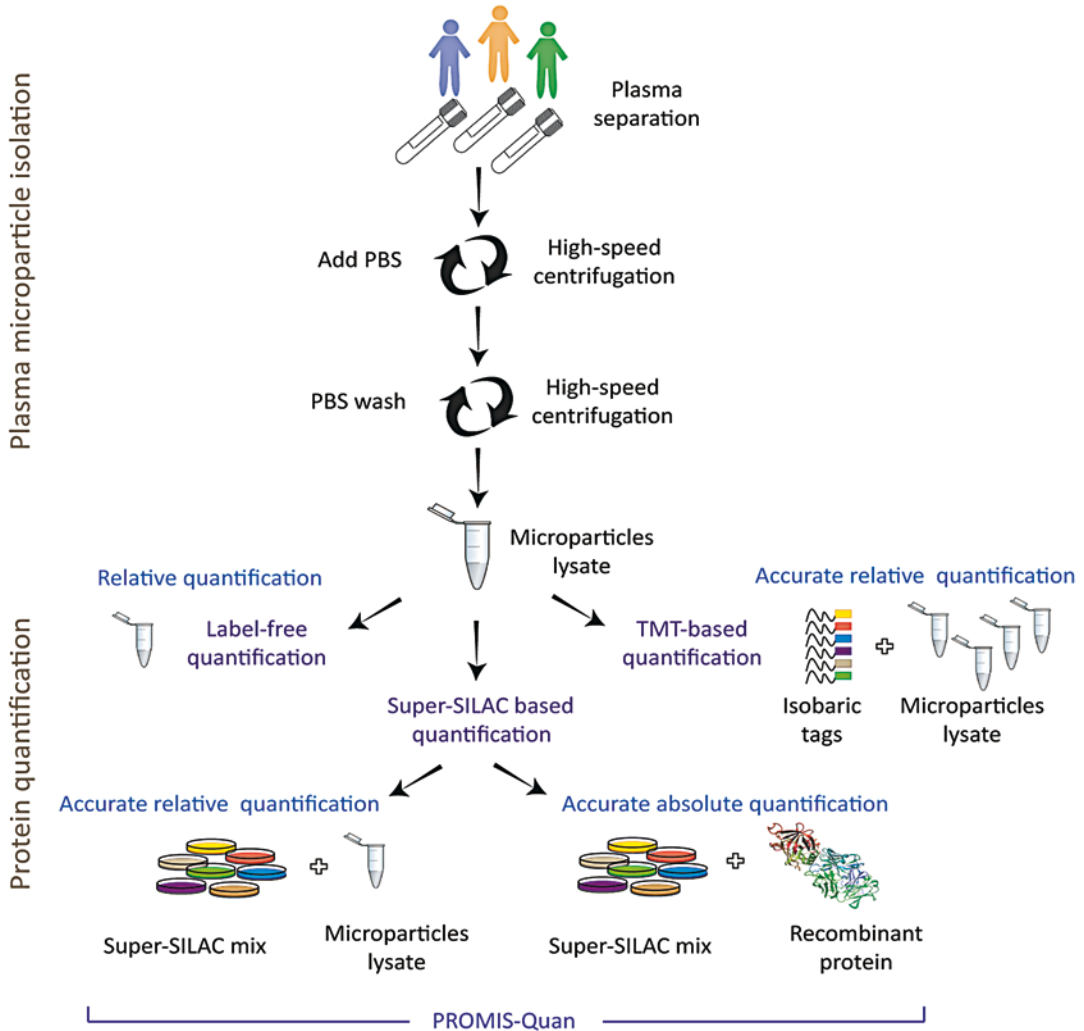 Plasma microparticle isolation
Plasma
separation
Add PBS
High-speed
centrifugation
PBS wash
High-speed
centrifugation
Microparticles
lysate
Protein quantification
Relative quantification
Label-free
quantification
TMT-based
quantification
Accurate relative quantification
Isobaric
tags
Microparticles
lysate
Super-SILAC based
quantification
Accurate relative quantification
Super-SILAC mix
Microparticles
lysate
Accurate absolute quantification
Super-SILAC mix
Recombinant
protein
PROMIS-Quan